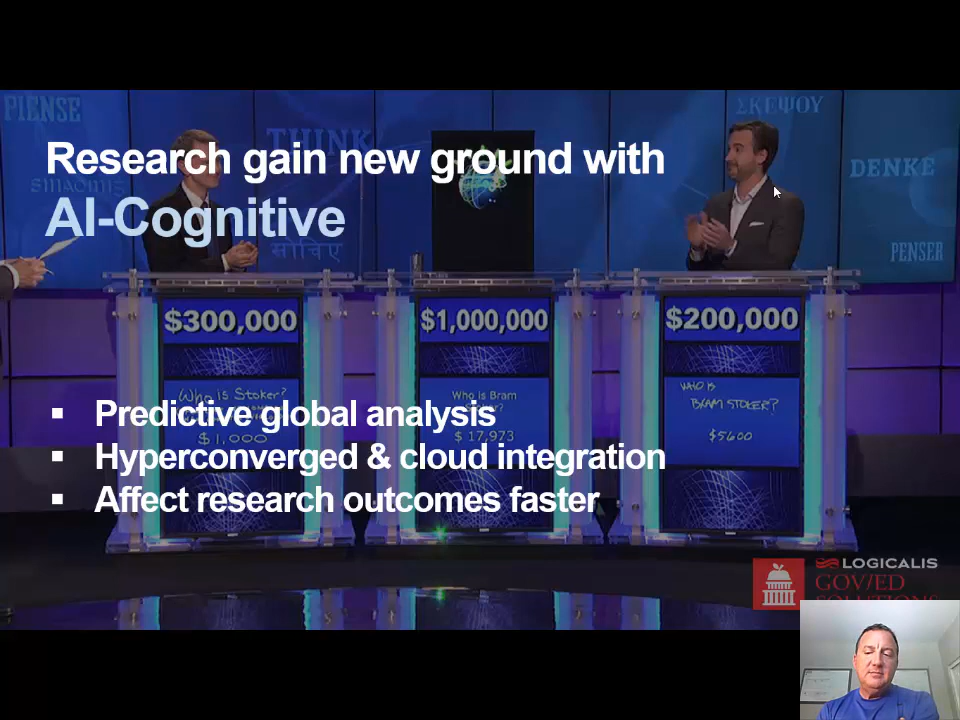 PIENSE
ΣΚΕΨΟΥ
THINK
DENKE
सोचिए
PENSER
Research gain new ground with
AI-Cognitive
$300,000
$1,000,000
$200,000
Who is Stoker?
$1,000
Who is Bram
$17,973
WHO IS
BRAM STOKER?
$5600
▪ Predictive global analysis
▪ Hyperconverged & cloud integration
▪ Affect research outcomes faster
LOGICALIS
GOV/ED
SOLUTIONS